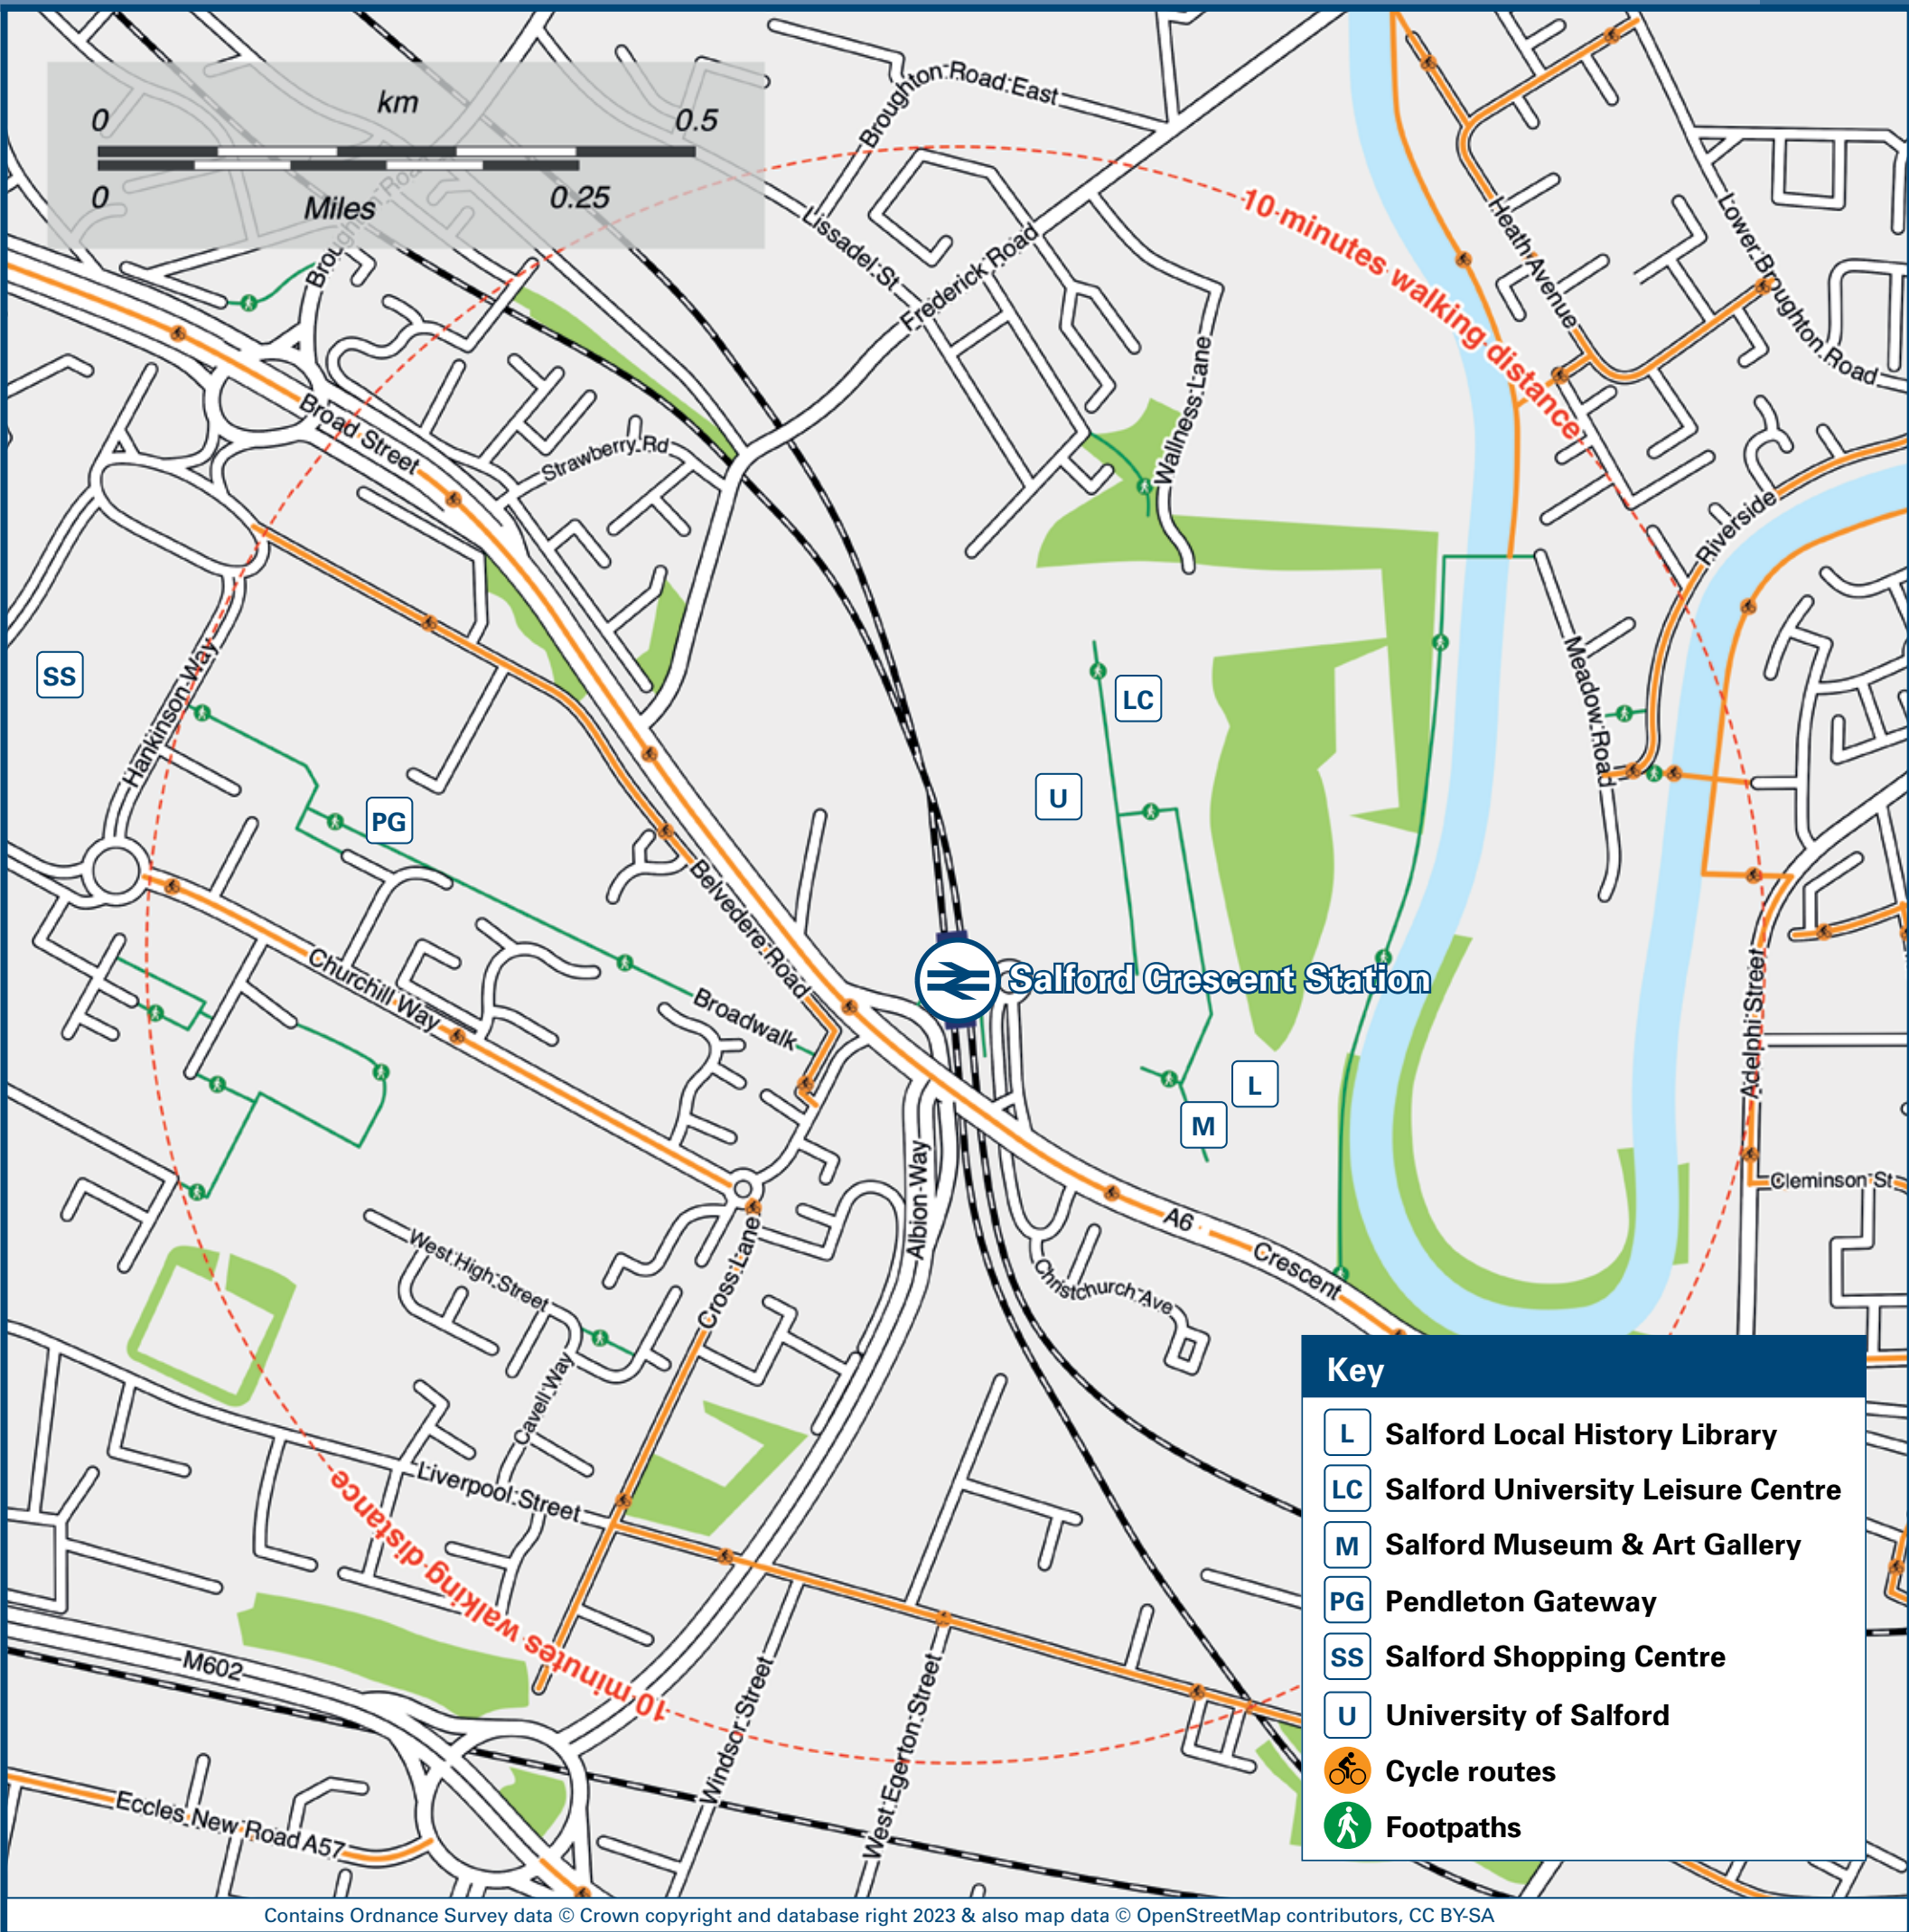 km
0
0.5
0
0.25
Miles
Broughton Road East
Broughton Road
Lissadel St
Frederick Road
10 minutes walking distance
Heath Avenue
Lower Broughton Road
Wallness Lane
Broad Street
Strawberry Rd
Riverside
SS
Hankinson Way
LC
Meadow Road
U
PG
Belvedere Road
Churchill Way
Salford Crescent Station
Broadwalk
Adelphi Street
L
M
Albion Way
Cleminson St
A6
Crescent
West High Street
Cross Lane
Christchurch Ave
Cavell Way
Liverpool Street
10 minutes walking distance
M602
Windsor Street
West Egerton Street
Eccles New Road A57
Key
L Salford Local History Library
LC Salford University Leisure Centre
M Salford Museum & Art Gallery
PG Pendleton Gateway
SS Salford Shopping Centre
U University of Salford
Cycle routes
Footpaths
Contains Ordnance Survey data © Crown copyright and database right 2023 & also map data © OpenStreetMap contributors, CC BY-SA